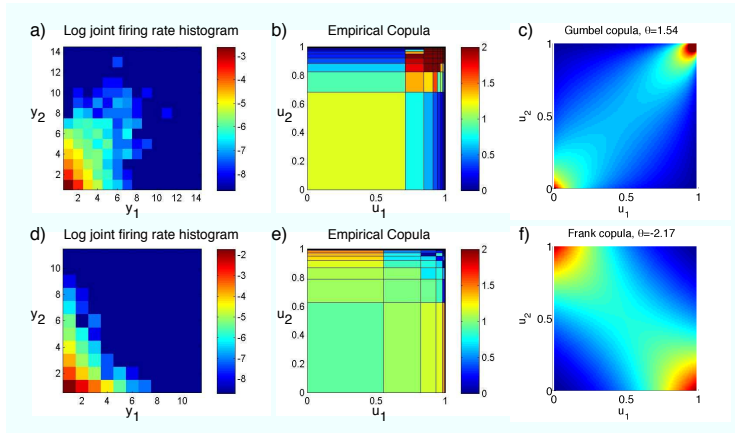 a) Log joint firing rate histogram
14
12
10
8
6
4
2
y2
2 4 6 8 10 12 14
y1
-3
-4
-5
-6
-7
-8
b) Empirical Copula
1
0.8
0.6
0.4
0.2
0
u2
0 0.5 1
u1
2
1.5
1
0.5
0
c) Gumbel copula, θ=1.54
1
0.5
0
u2
0 0.5 1
u1
d) Log joint firing rate histogram
10
8
6
4
2
y2
2 4 6 8 10
y1
-2
-3
-4
-5
-6
-7
-8
e) Empirical Copula
1
0.8
0.6
0.4
0.2
0
u2
0 0.5 1
u1
2
1.5
1
0.5
0
f) Frank copula, θ=-2.17
1
0.5
0
u2
0 0.5 1
u1